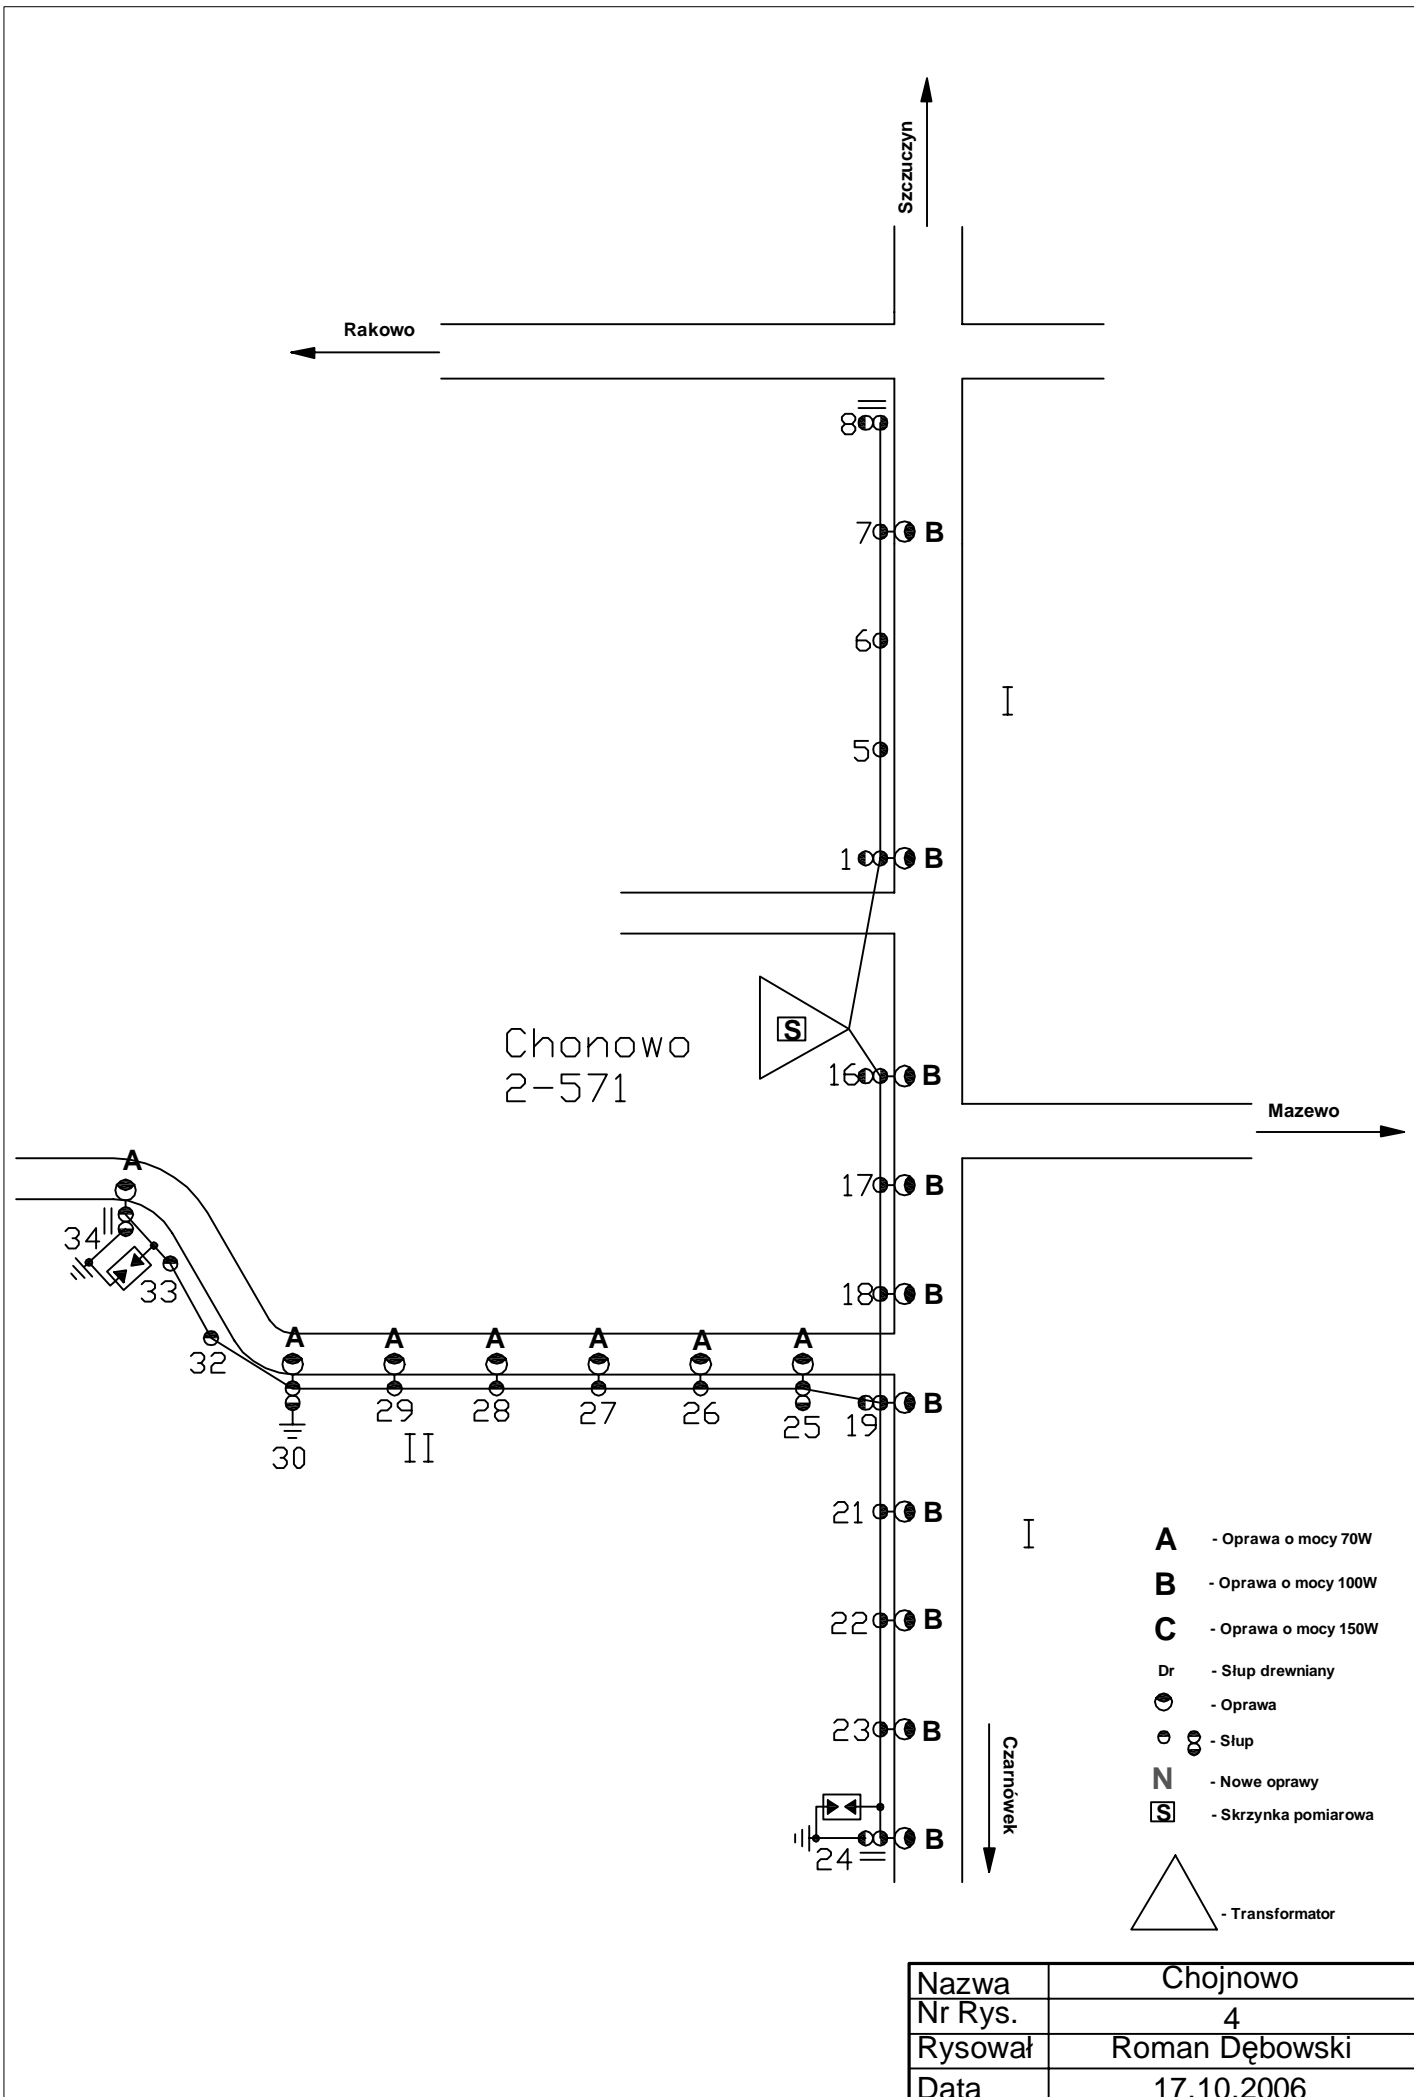 Szczuczyn
Rakowo
8
7 B
6
I
5
1 B
S
Chonowo
2-571
16 B
Mazewo
A
17 B
34
33
18 B
32
A A A A A A
29 28 27 26 25 19 B
30 II
21 B
I
A - Oprawa o mocy 70W
B - Oprawa o mocy 100W
22 B
C - Oprawa o mocy 150W
Dr - Słup drewniany
- Oprawa
23 B
- Słup
Czarnówek
N - Nowe oprawy
S - Skrzynka pomiarowa
24 B
- Transformator
Nazwa Chojnowo
Nr Rys. 4
Rysował Roman Dębowski
Data 17.10.2006